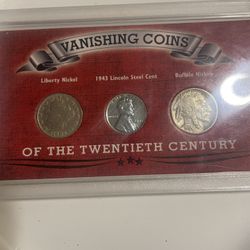 VANISHING COINS
Liberty Nickel
1943 Lincoln Steel Cent
Buffalo Nickel
OF THE TWENTIETH CENTURY